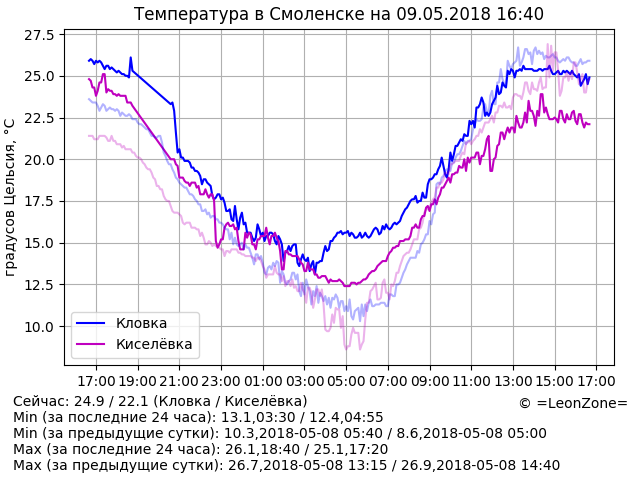 Температура в Смоленске на 09.05.2018 16:40
градусов Цельсия, °C
27.5
25.0
22.5
20.0
17.5
15.0
12.5
10.0
Кловка
Киселёвка
17:00 19:00 21:00 23:00 01:00 03:00 05:00 07:00 09:00 11:00 13:00 15:00 17:00
Сейчас: 24.9 / 22.1 (Кловка / Киселёвка)
© =LeonZone=
Min (за последние 24 часа): 13.1,03:30 / 12.4,04:55
Min (за предыдущие сутки): 10.3,2018-05-08 05:40 / 8.6,2018-05-08 05:00
Max (за последние 24 часа): 26.1,18:40 / 25.1,17:20
Max (за предыдущие сутки): 26.7,2018-05-08 13:15 / 26.9,2018-05-08 14:40